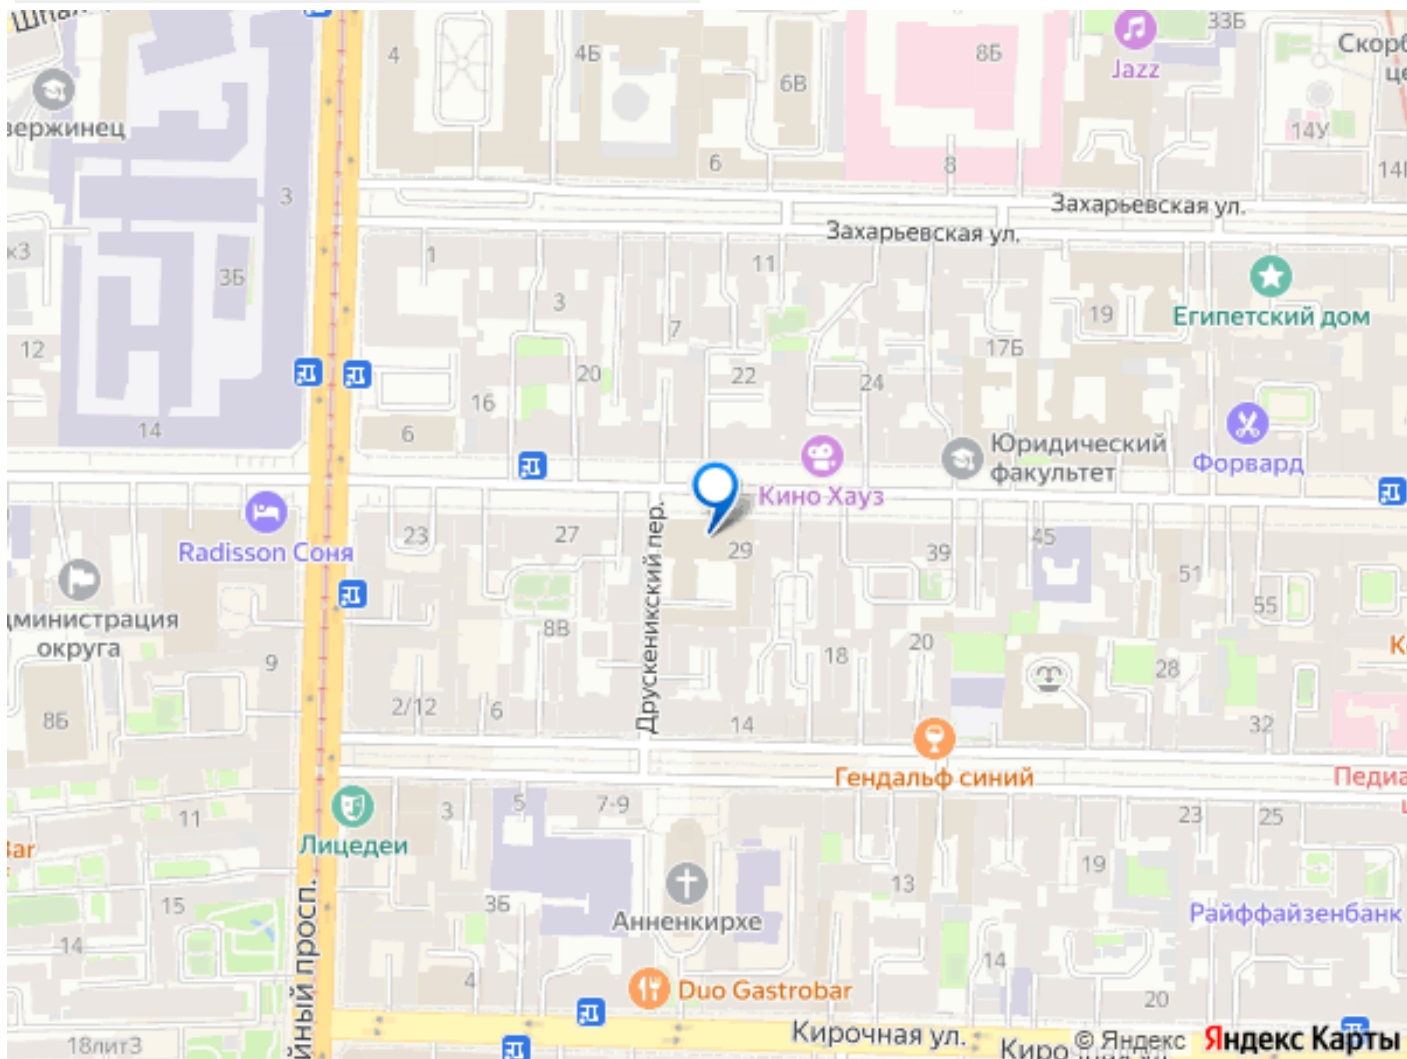 33Б
4
4Б
8Б
Jazz
6В
вержинец
14У
6
8
3
Захарьевская ул.
Захарьевская ул.
1
11
3Б
3
19
Египетский дом
7
12
17Б
20
22
24
16
14
6
Юридический
факультет
Форвард
Кино Хауз
23
27
Radisson Соня
29
39
45
51
Друскеникский пер.
55
министрация
округа
8В
9
18
20
28
2/12
6
14
8Б
32
Гендальф синий
3
5
7-9
23
25
11
Лицедеи
19
13
15
3Б
Анненкирхе
Райффайзенбанк
14
4
14
Duo Gastrobar
20
Кирочная ул.
18лит3
© Яндекс Яндекс Карты